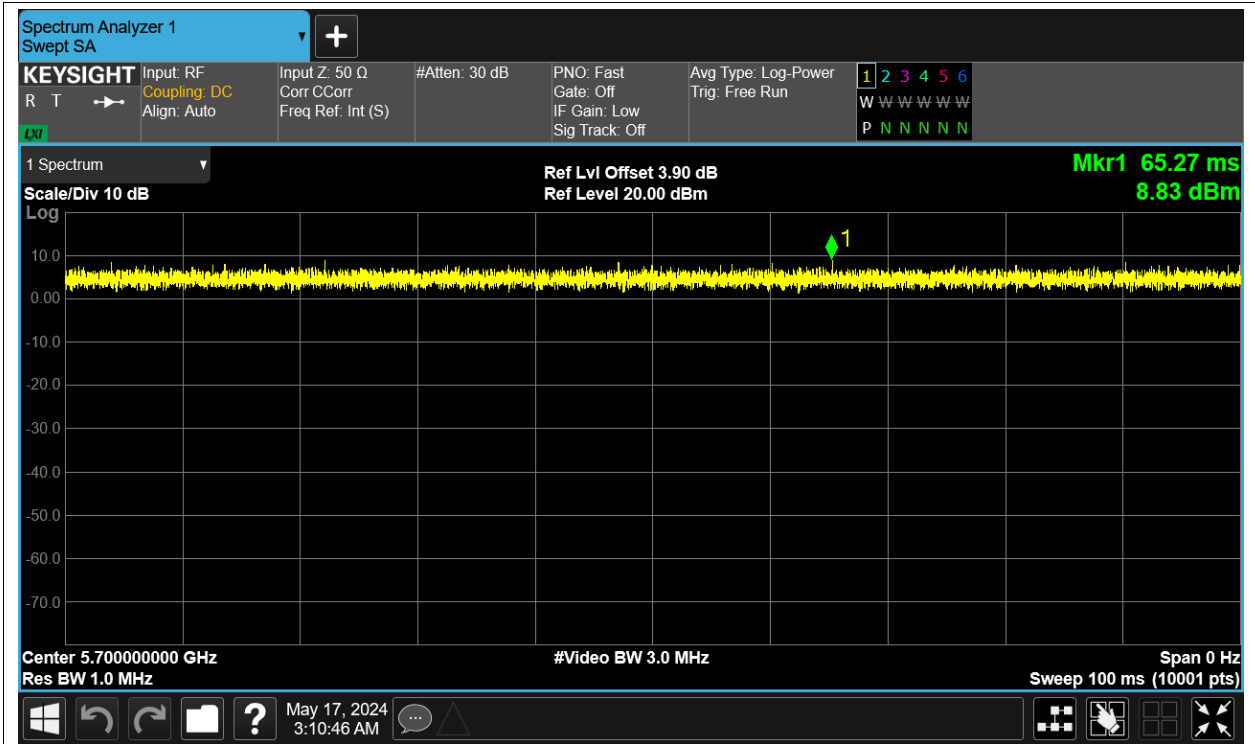 Spectrum Analyzer 1
Swept SA
KEYSIGHT
R T
LXI
Input: RF
Coupling: DC
Align: Auto
Input Z: 50 Ω
Corr CCorr
Freq Ref: Int (S)
#Atten: 30 dB
PNO: Fast
Gate: Off
IF Gain: Low
Sig Track: Off
Avg Type: Log-Power
Trig: Free Run
1 2 3 4 5 6
W W W W W W
P N N N N N
1 Spectrum
Scale/Div 10 dB
Log
Ref Lvl Offset 3.90 dB
Ref Level 20.00 dBm
Mkr1 65.27 ms
8.83 dBm
1
10.0
0.00
-10.0
-20.0
-30.0
-40.0
-50.0
-60.0
-70.0
Center 5.700000000 GHz
Res BW 1.0 MHz
#Video BW 3.0 MHz
Span 0 Hz
Sweep 100 ms (10001 pts)
?
May 17, 2024
3:10:46 AM